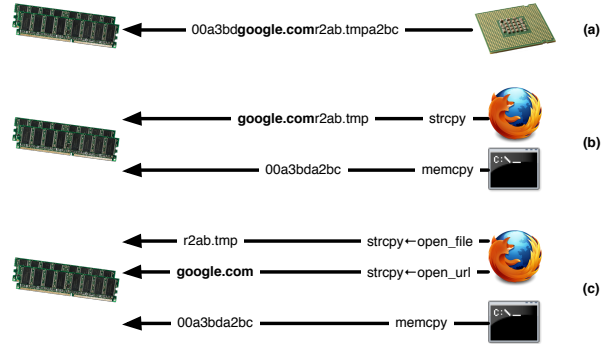 00a3bdgoogle.comr2ab.tmpa2bc (a)
google.comr2ab.tmp strcpy
(b)
00a3bda2bc memcpy C:\_
r2ab.tmp strcpy←open_file
google.com strcpy←open_url
(c)
00a3bda2bc memcpy C:\_